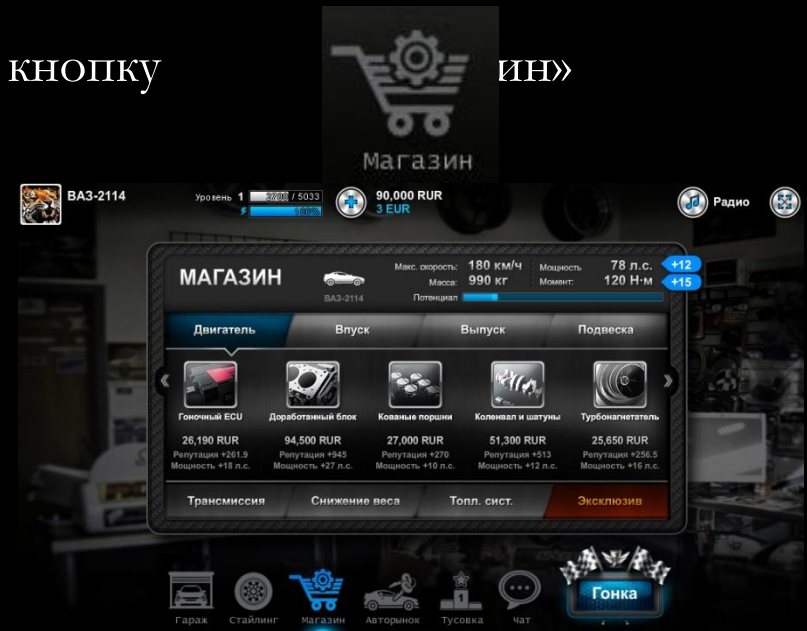 кнопку ин»
Магазин
ВАЗ-2114
Уровень 1 2700 / 5033
100%
90,000 RUR
3 EUR
Радио
МАГАЗИН
ВАЗ-2114
Макс. скорость: 180 км/ч Мощность 78 л.с. +12
Масса: 990 кг Момент: 120 Н·м +15
Потенциал
Двигатель Впуск Выпуск Подвеска
Гоночный ECU Доработанный блок Кованые поршни Коленвал и шатуны Турбонагнетатель
26,190 RUR 94,500 RUR 27,000 RUR 51,300 RUR 25,650 RUR
Репутация +261.9 Репутация +945 Репутация +270 Репутация +513 Репутация +256.5
Мощность +18 л.с. Мощность +27 л.с. Мощность +10 л.с. Мощность +12 л.с. Мощность +16 л.с.
Трансмиссия Снижение веса Топл. сист. Эксклюзив
Гараж Стайлинг Магазин Авторынок Тусовка Чат Гонка